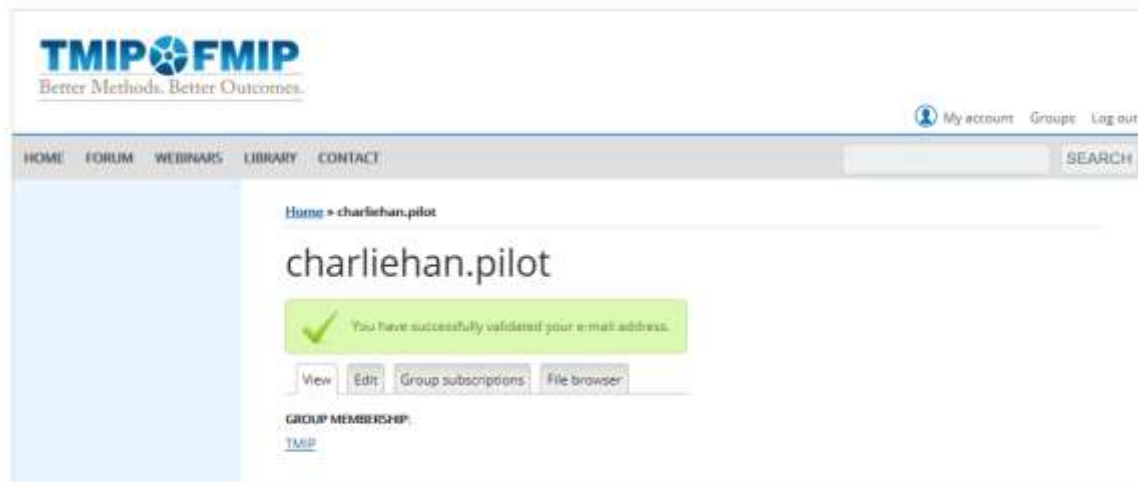 TMIP FMIP
Better Methods. Better Outcomes.
My account Groups Log out
HOME FORUM WEBINARS LIBRARY CONTACT SEARCH
Home » charliehan.pilot
charliehan.pilot
You have successfully validated your e-mail address.
View Edit Group subscriptions File browser
GROUP MEMBERSHIP:
TMIP